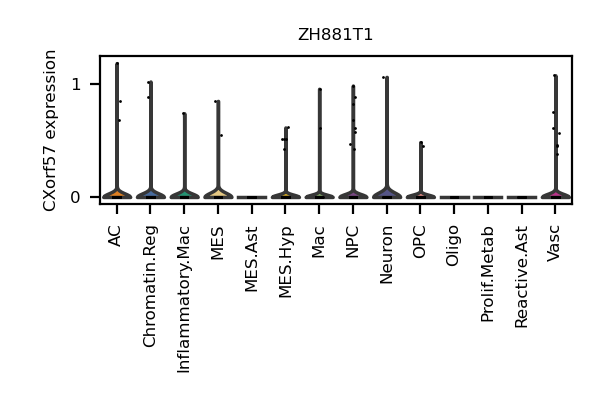 ZH881T1
CXorf57 expression
1
0
AC
Chromatin.Reg
Inflammatory.Mac
MES
MES.Ast
MES.Hyp
Mac
NPC
Neuron
OPC
Oligo
Prolif.Metab
Reactive.Ast
Vasc